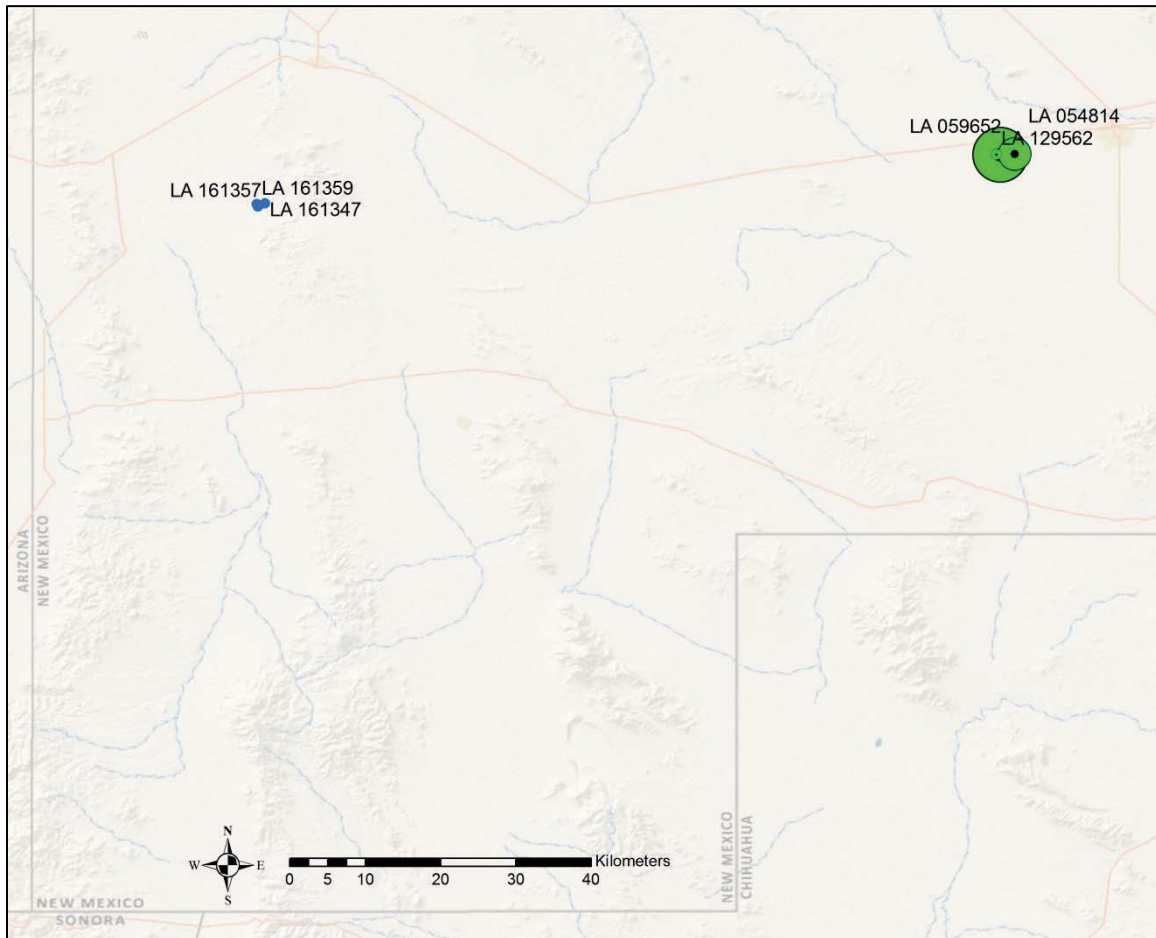 LA 054814
LA 059652
LA 129562
LA 161357
LA 161359
LA 161347
ARIZONA
NEW MEXICO
NEW MEXICO
CHIRUAHUA
N
W
E
S
Kilometers
0 5 10 20 30 40
NEW MEXICO
SONORA